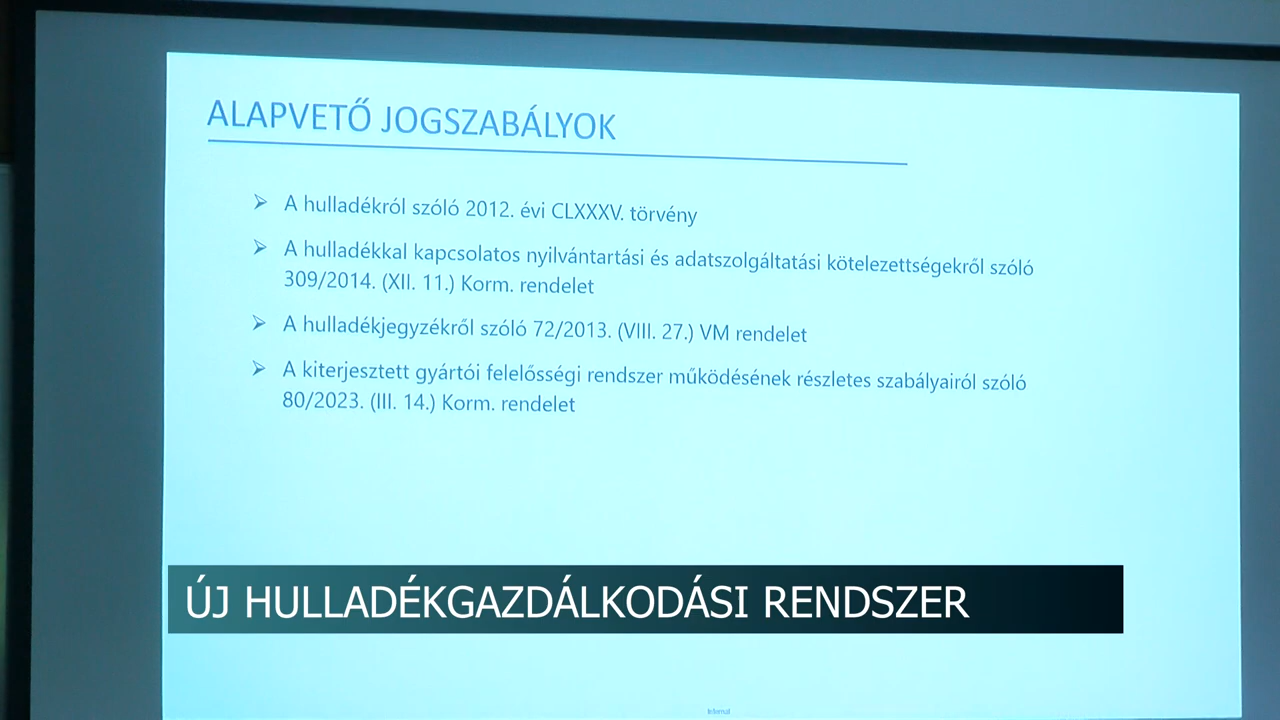 ALAPVETŐ JOGSZABÁLYOK
➢ A hulladékról szóló 2012. évi CLXXXV. törvény
➢ A hulladékkal kapcsolatos nyilvántartási és adatszolgáltatási kötelezettségekről szóló
309/2014. (XII. 11.) Korm. rendelet
➢ A hulladékjegyzékről szóló 72/2013. (VIII. 27.) VM rendelet
➢ A kiterjesztett gyártói felelősségi rendszer működésének részletes szabályairól szóló
80/2023. (III. 14.) Korm. rendelet
ÚJ HULLADÉKGAZDÁLKODÁSI RENDSZER
Internal